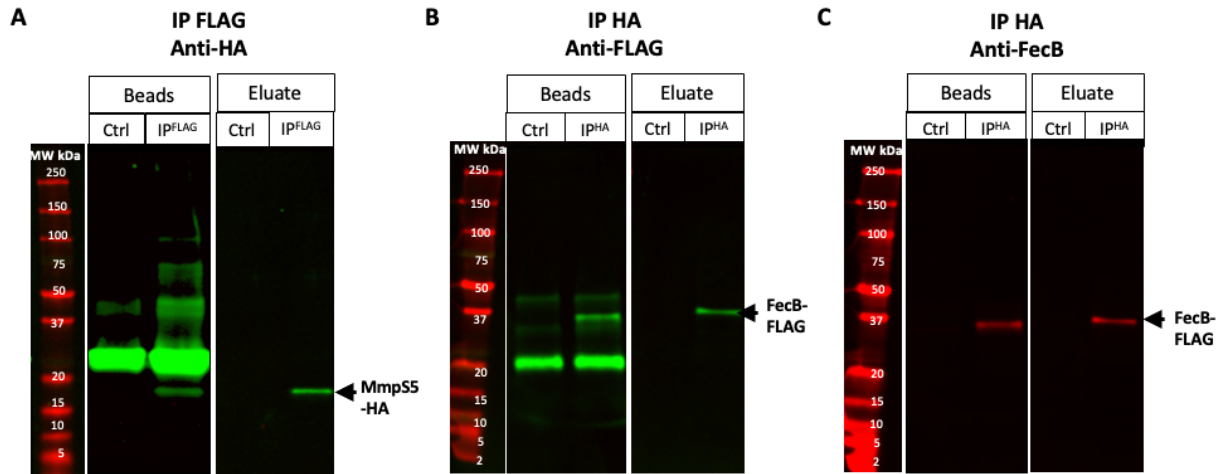 A
IP FLAG
Anti-HA
Beads
Eluate
Ctrl
IPFLAG
Ctrl
IPFLAG
MW kDa
250
150
100
75
50
37
20
15
10
5
MmpS5
-HA
B
IP HA
Anti-FLAG
Beads
Eluate
Ctrl
IPHA
Ctrl
IPHA
MW kDa
250
150
100
75
50
37
20
15
10
5
2
FecB-
FLAG
C
IP HA
Anti-FecB
Beads
Eluate
Ctrl
IPHA
Ctrl
IPHA
MW kDa
250
150
100
75
50
37
20
15
10
5
2
FecB-
FLAG